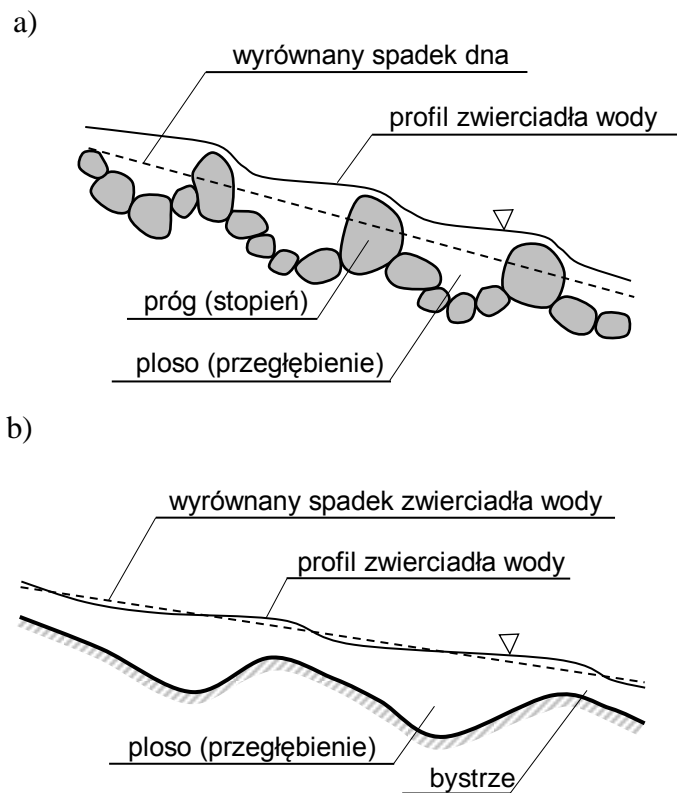 a)
wyrównany spadek dna
profil zwierciadła wody
próg (stopień)
ploso (przegłębienie)
b)
wyrównany spadek zwierciadła wody
profil zwierciadła wody
ploso (przegłębienie)
bystrze